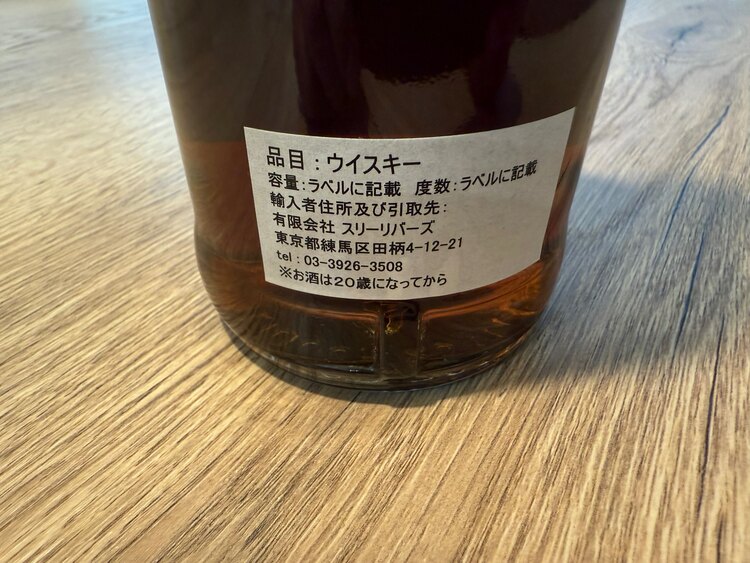 品目：ウイスキー
容量：ラベルに記載 度数：ラベルに記載
輸入者住所及び引取先：
有限会社 スリーリバーズ
東京都練馬区田柄4-12-21
tel：03-3926-3508
※お酒は20歳になってから